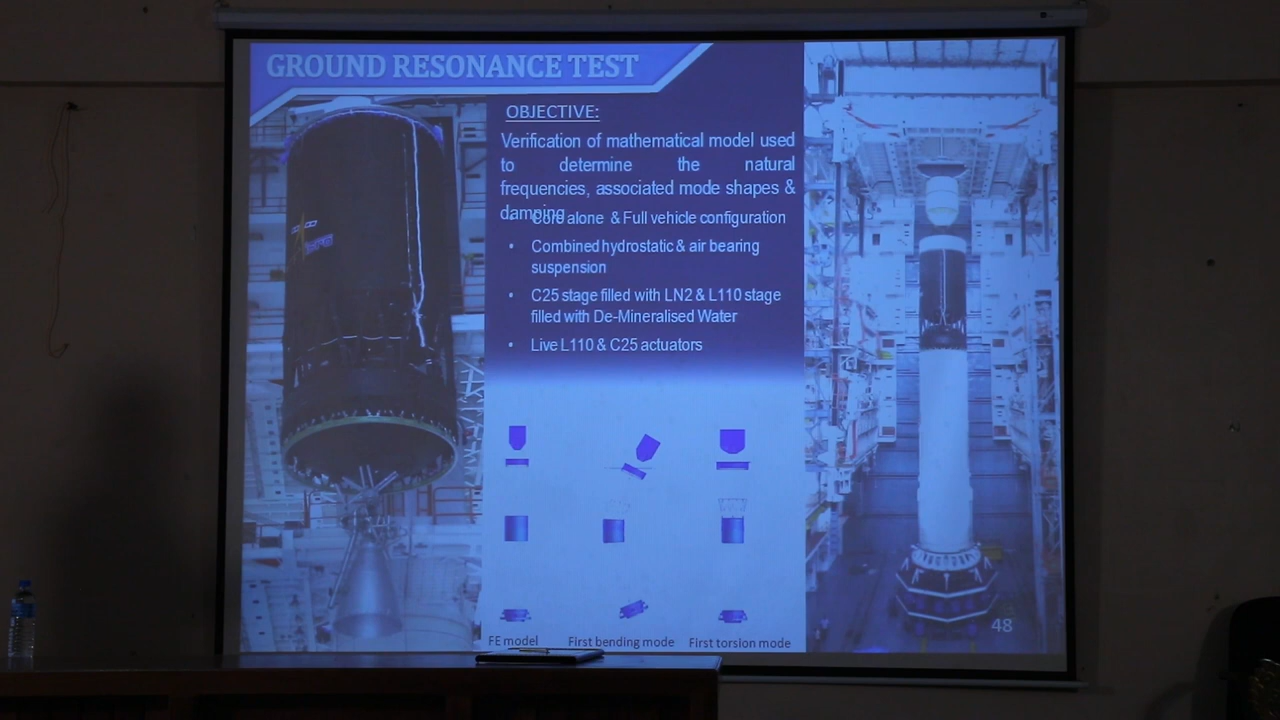 GROUND RESONANCE TEST
OBJECTIVE:
Verification of mathematical model used
to determine the natural
frequencies, associated mode shapes &
damping
• Core alone & Full vehicle configuration
• Combined hydrostatic & air bearing
suspension
• C25 stage filled with LN2 & L110 stage
filled with De-Mineralised Water
• Live L110 & C25 actuators
FE model
First bending mode
First torsion mode
48